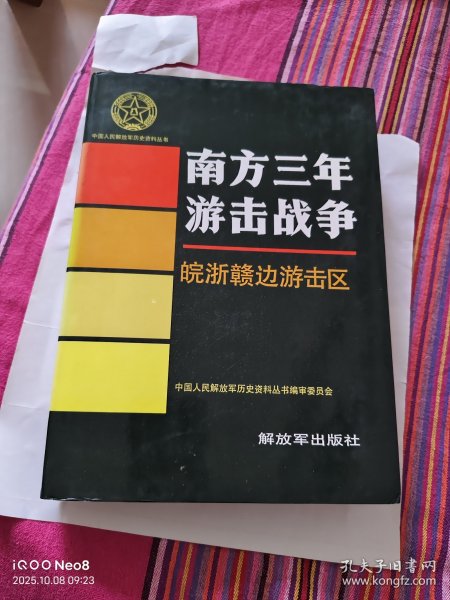 中国人民解放军历史资料丛书
南方三年
游击战争
皖浙赣边游击区
中国人民解放军历史资料丛书编审委员会
解放军出版社
iQOO Neo8
2025.10.08 09:23
孔夫子旧书网
www.kongfz.com